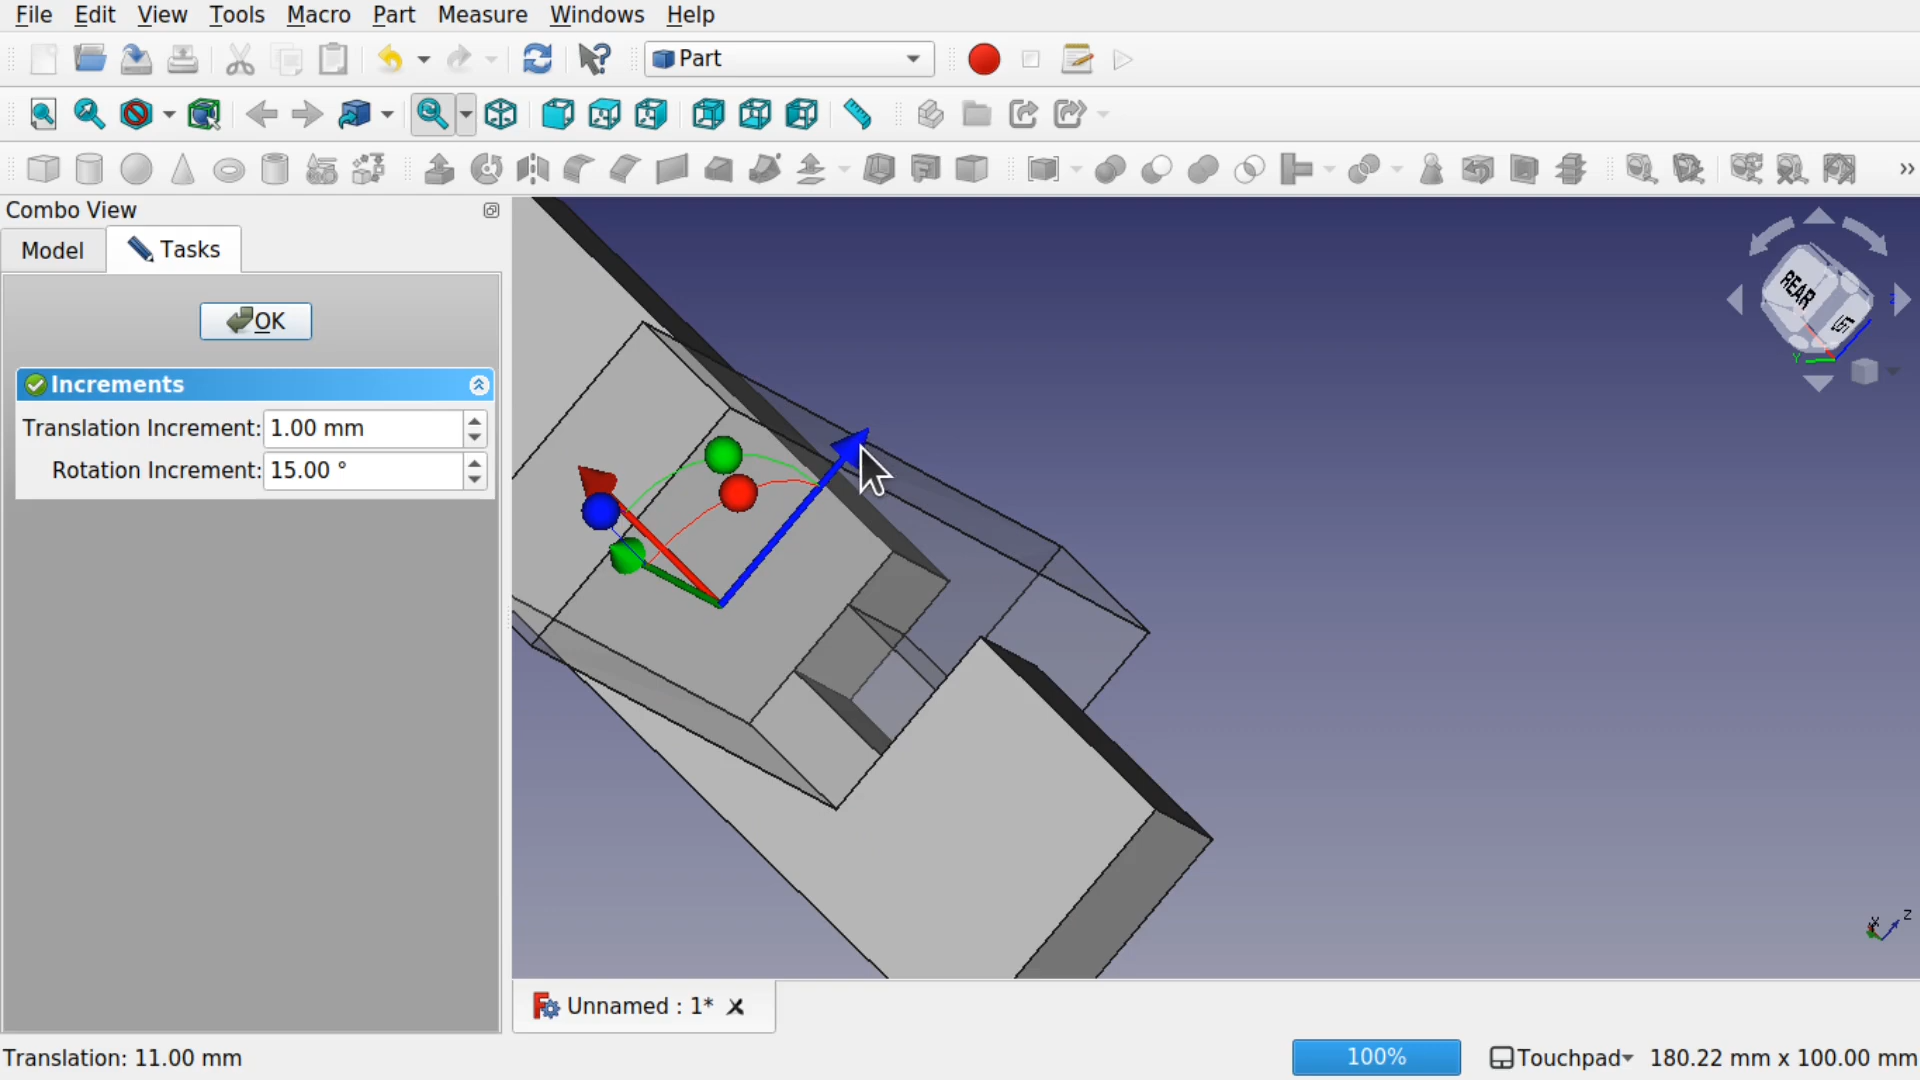 File Edit View Tools Macro Part Measure Windows Help
Part
Combo View
Model Tasks
OK
Increments
Translation Increment: 1.00 mm
Rotation Increment: 15.00 °
REAR
Y
Z
X Z
Unnamed : 1*
Translation: 11.00 mm
100% Touchpad 180.22 mm x 100.00 mm